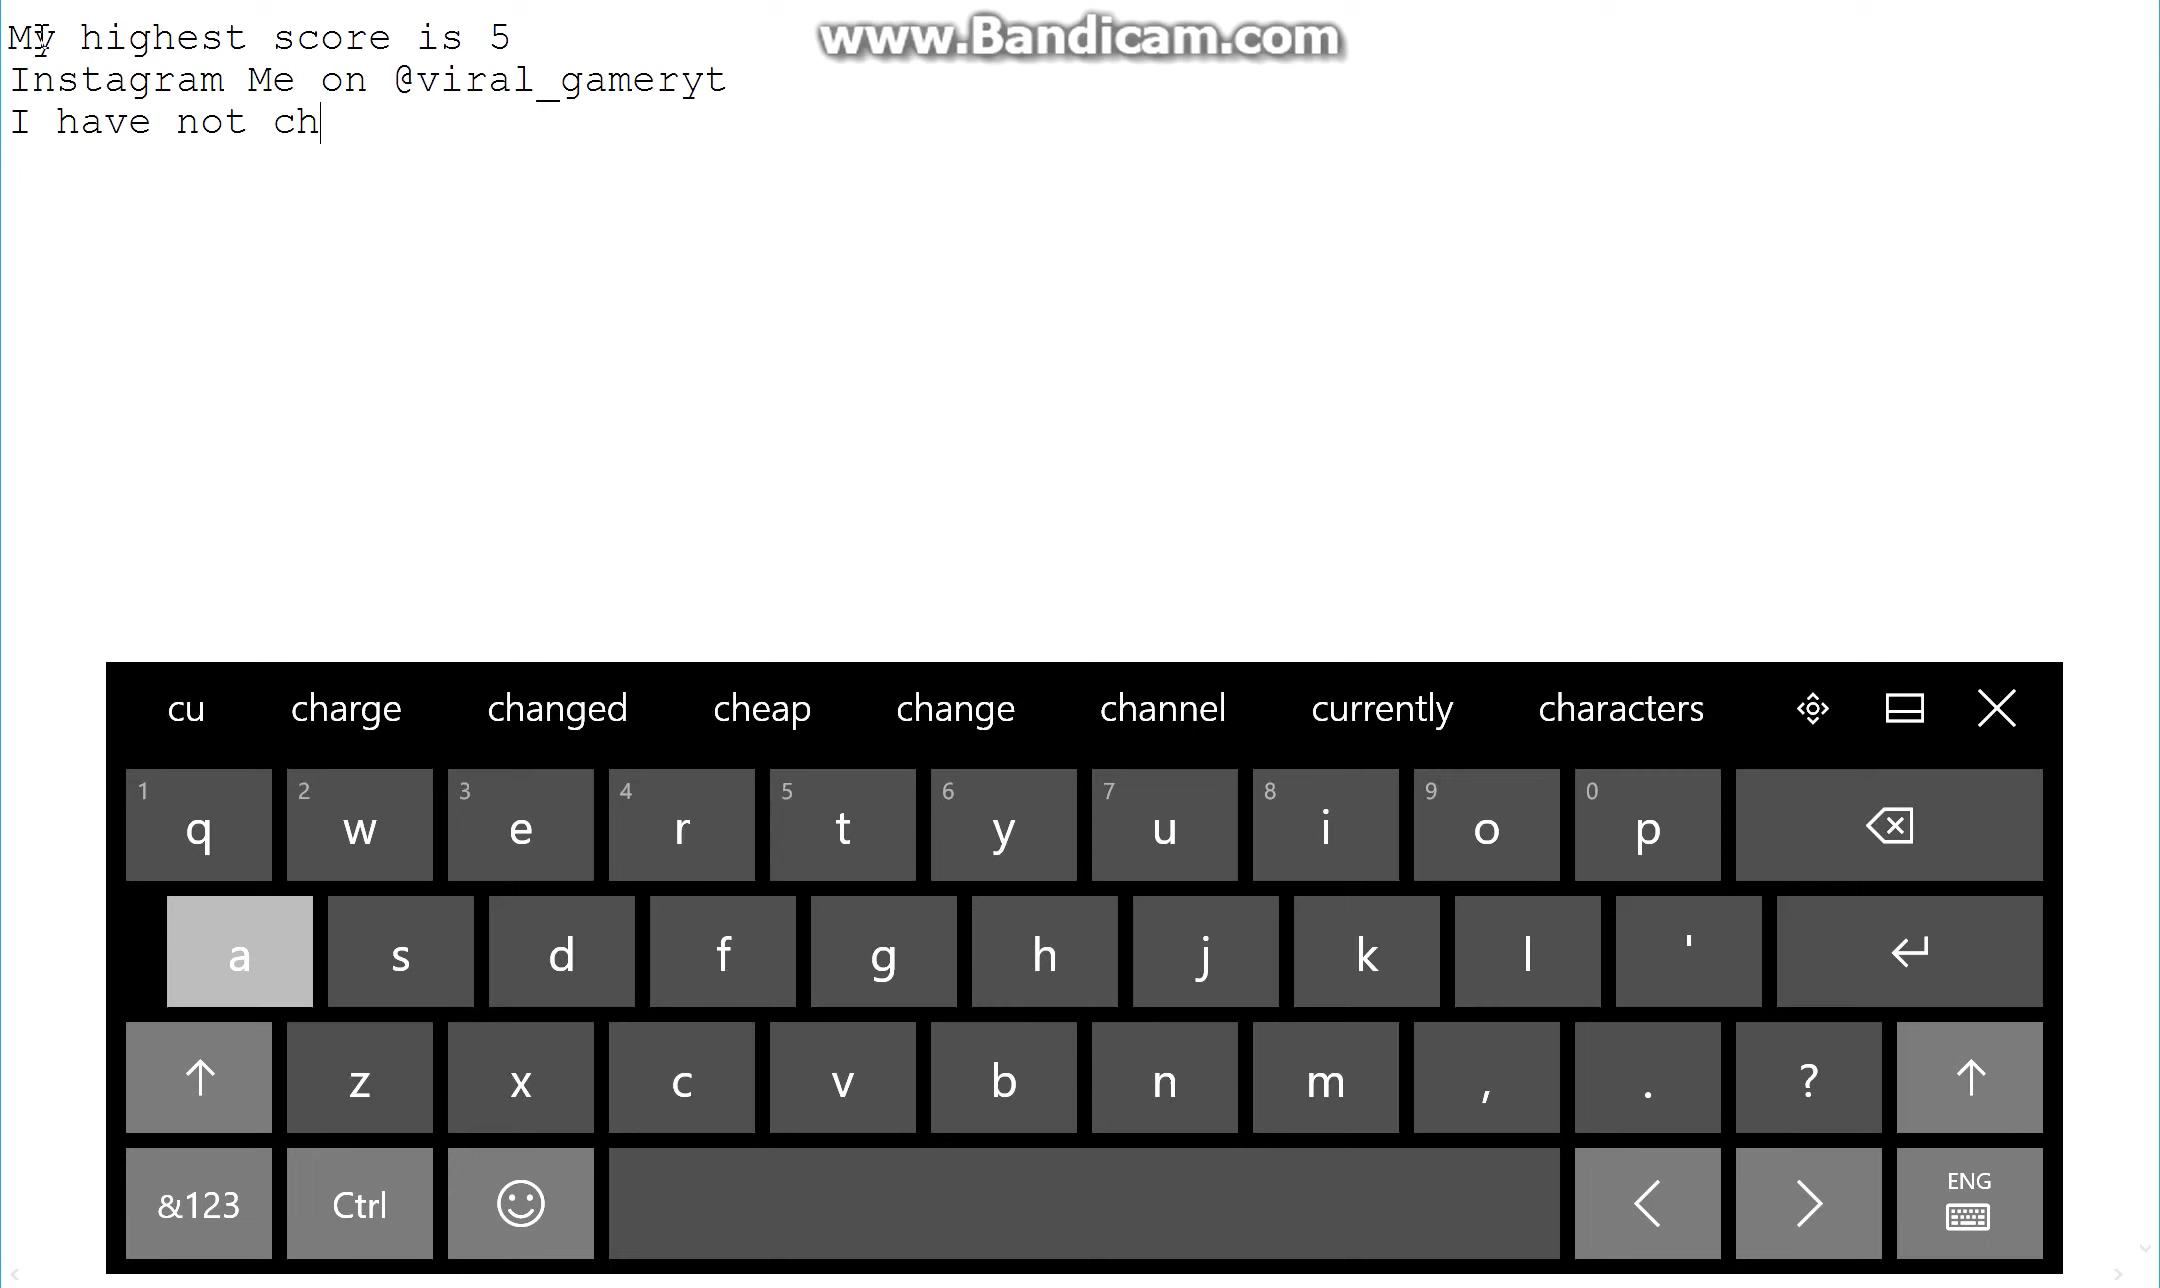 My highest score is 5
www.Bandicam.com
Instagram Me on @viral_gameryt
I have not ch
cu charge changed cheap change channel currently characters
1 2 3 4 5 6 7 8 9 0
q w e r t y u i o p
a s d f g h j k l '
z x c v b n m , . ?
&123 Ctrl ENG